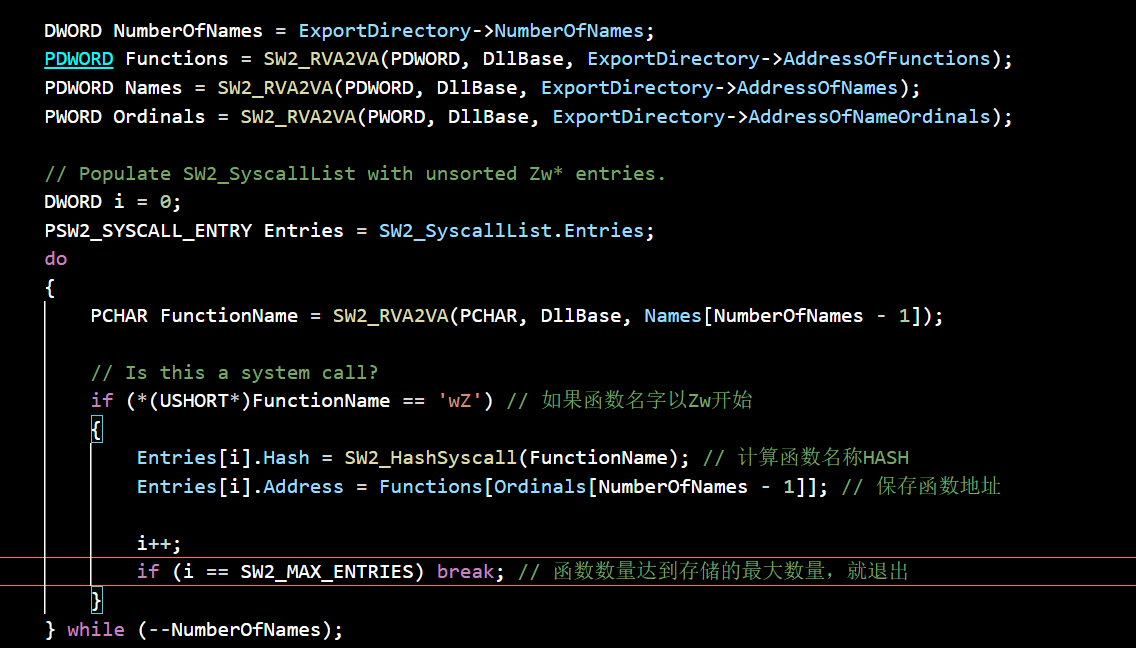 DWORD NumberOfNames = ExportDirectory->NumberOfNames;
PDWORD Functions = SW2_RVA2VA(PDWORD, DllBase, ExportDirectory->AddressOfFunctions);
PDWORD Names = SW2_RVA2VA(PDWORD, DllBase, ExportDirectory->AddressOfNames);
PWORD Ordinals = SW2_RVA2VA(PWORD, DllBase, ExportDirectory->AddressOfNameOrdinals);
// Populate SW2_SyscallList with unsorted Zw* entries.
DWORD i = 0;
PSW2_SYSCALL_ENTRY Entries = SW2_SyscallList.Entries;
do
{
PCHAR FunctionName = SW2_RVA2VA(PCHAR, DllBase, Names[NumberOfNames - 1]);
// Is this a system call?
if (*(USHORT*)FunctionName == 'wZ') // 如果函数名字以Zw开始
{
Entries[i].Hash = SW2_HashSyscall(FunctionName); // 计算函数名称HASH
Entries[i].Address = Functions[Ordinals[NumberOfNames - 1]]; // 保存函数地址
i++;
if (i == SW2_MAX_ENTRIES) break; // 函数数量达到存储的最大数量，就退出
}
} while (--NumberOfNames);